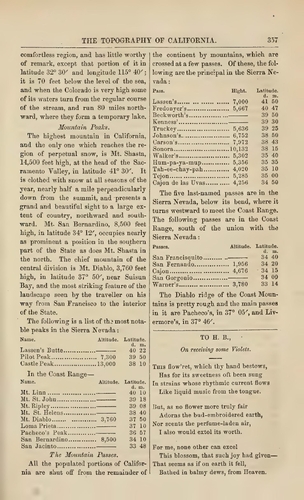 THE TOPOGRAPHY OF CALIFORNIA. 357
comfortless region, and has little worthy
of remark, except that portion of it in
latitude 32° 30′ and longitude 115° 40′;
it is 70 feet below the level of the sea,
and when the Colorado is very high some
of its waters turn from the regular course
of the stream, and run 80 miles north-
ward, where they form a temporary lake.
Mountain Peaks.
The highest mountain in California,
and the only one which reaches the re-
gion of perpetual snow, is Mt. Shasta,
14,500 feet high, at the head of the Sac-
ramento Valley, in latitude 41° 30′. It
is clothed with snow at all seasons of the
year, nearly half a mile perpendicularly
down from the summit, and presents a
grand and beautiful sight to a large ex-
tent of country, northward and south-
ward. Mt. San Bernardino, 8,500 feet
high, in latitude 34° 12′, occupies nearly
as prominent a position in the southern
part of the State as does Mt. Shasta in
the north. The chief mountain of the
central division is Mt. Diablo, 3,760 feet
high, in latitude 37° 50′, near Suisun
Bay, and the most striking feature of the
landscape seen by the traveller on his
way from San Francisco to the interior
of the State.
The following is a list of the most nota-
ble peaks in the Sierra Nevada:
Name. Altitude. Latitude.
d. m.
Lassen's Butte 40 22
Pilot Peak 7,300 39 50
Castle Peak 13,000 38 10
In the Coast Range—
Name. Altitude. Latitude.
d. m.
Mt. Linn 40 10
Mt. St. John 39 18
Mt. Ripley 39 08
Mt. St. Helens 38 40
Mt. Diablo 3,760 37 50
Loma Prieta 37 10
Pacheco's Peak 36 57
San Bernardino 8,500 34 10
San Jacinto 33 48
The Mountain Passes.
All the populated portions of Califor-
nia are shut off from the remainder of
the continent by mountains, which are
crossed at a few passes. Of these, the fol-
lowing are the principal in the Sierra Ne-
vada:
Pass. Hight. Latitude.
d. m.
Lassen's 7,000 41 50
Fredonyer's 5,667 40 47
Beckworth's 39 50
Henness' 39 30
Truckey 5,636 39 25
Johnson's 6,752 38 50
Carson's 7,972 38 43
Sonora 10,103 38 15
Walker's 5,302 35 40
Hum-pa-ya-mup 5,356 35 35
Tah-ee-chay-pah 4,020 35 10
Tejon 5,285 35 00
Cajon de las Uvas 4,256 34 50
The five last-named passes are in the
Sierra Nevada, below its bend, where it
turns westward to meet the Coast Range.
The following passes are in the Coast
Range, south of the union with the
Sierra Nevada:
Passes. Altitude. Latitude.
d. m.
San Francisquito 34 40
San Fernando 1,956 34 20
Cajon 4,676 34 15
San Gorgonio 34 00
Warner's 3,780 33 14
The Diablo ridge of the Coast Moun-
tains is pretty rough and the main passes
in it are Pacheco's, in 37° 05′, and Liv-
ermore's, in 37° 46′.
TO H. B.,
On receiving some Violets.
THIS flow'ret, which thy hand bestows,
Has for its sweetness oft been sung
In strains whose rhythmic current flows
Like liquid music from the tongue.
But, as no flower more truly fair
Adorns the bud-embroidered earth,
Nor scents the perfume-laden air,
I also would extol its worth.
For me, none other can excel
This blossom, that such joy had given—
That seems as if on earth it fell,
Bathed in balmy dews, from Heaven.